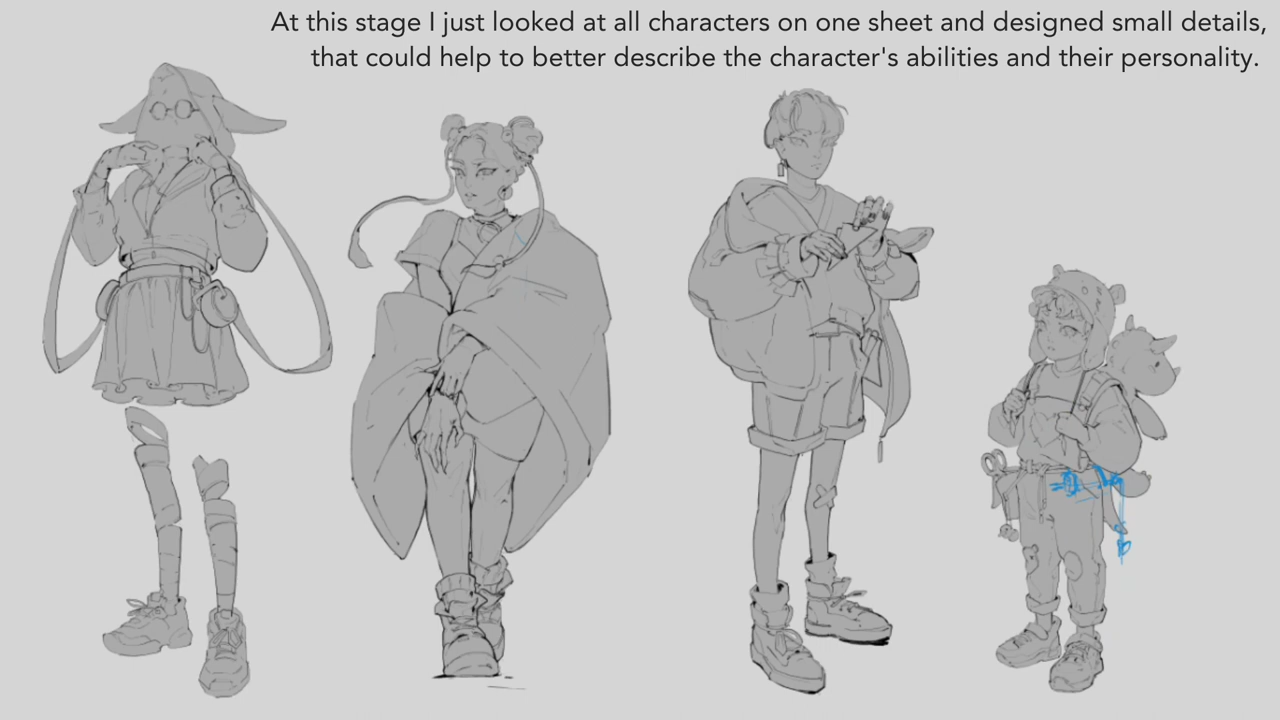 At this stage I just looked at all characters on one sheet and designed small details,
that could help to better describe the character's abilities and their personality.